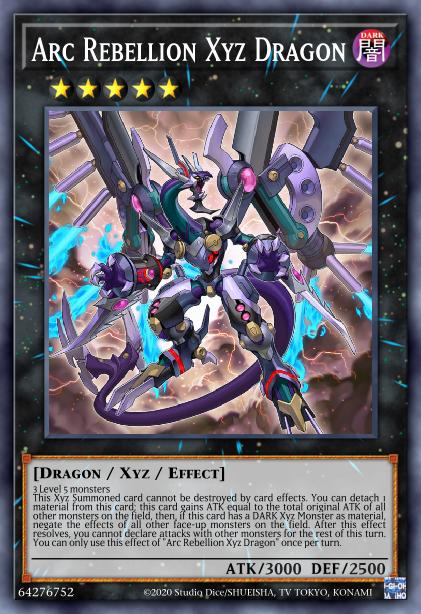 Arc Rebellion Xyz Dragon
DARK
闇
[Dragon / Xyz / Effect]
3 Level 5 monsters
This Xyz Summoned card cannot be destroyed by card effects. You can detach 1
material from this card; this card gains ATK equal to the total original ATK of all
other monsters on the field, then, if this card has a DARK Xyz Monster as material,
negate the effects of all other face-up monsters on the field. After this effect
resolves, you cannot declare attacks with other monsters for the rest of this turn.
You can only use this effect of "Arc Rebellion Xyz Dragon" once per turn.
ATK/3000 DEF/2500
64276752
©2020 Studio Dice/SHUEISHA, TV TOKYO, KONAMI